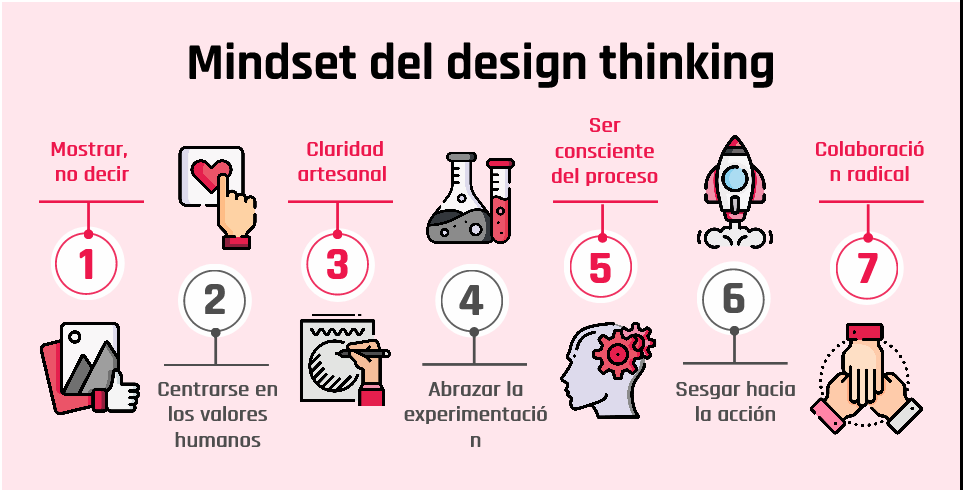 Mindset del design thinking
Mostrar,
no decir
1
2
Centrarse en
los valores
humanos
Claridad
artesanal
3
4
Abrazar la
experimentació
n
Ser
consciente
del proceso
5
6
Sesgar hacia
la acción
Colaboració
n radical
7